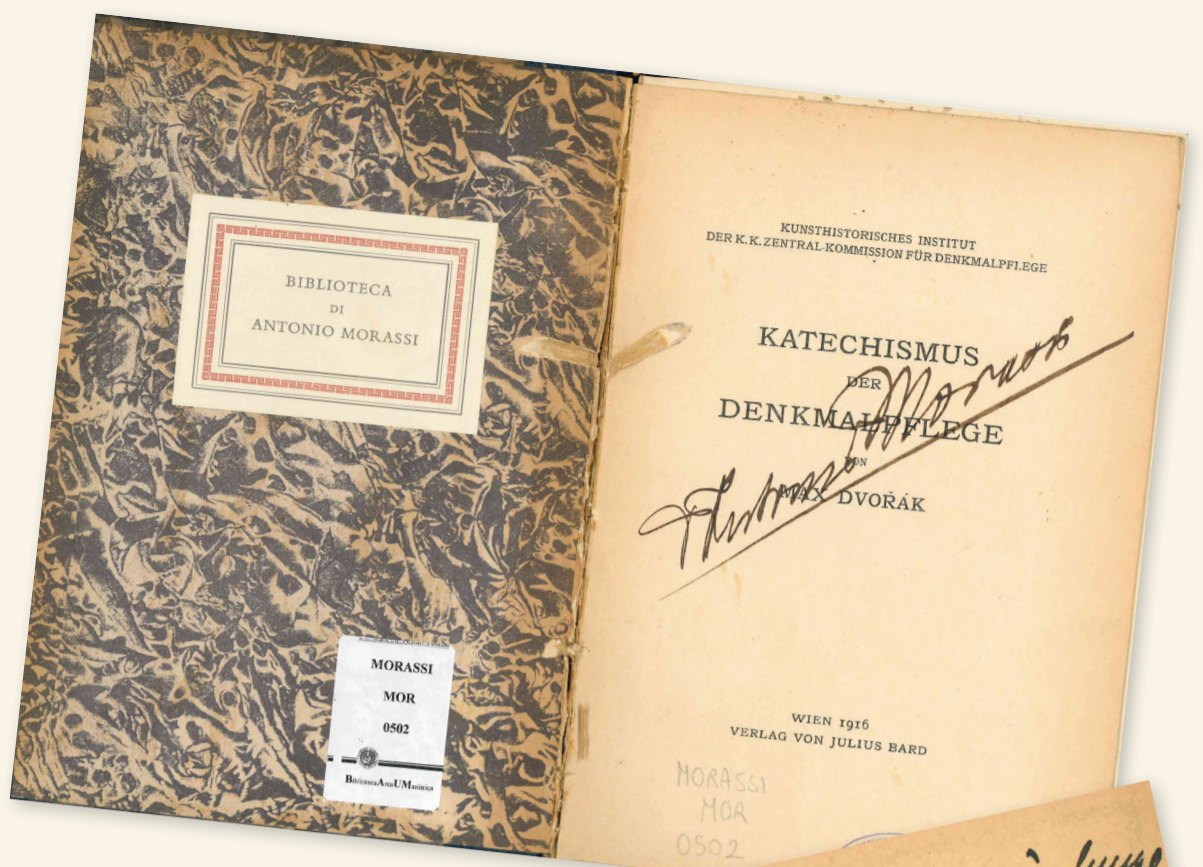 BIBLIOTECA
DI
ANTONIO MORASSI
MORASSI
MOR
0502
BibliotecaAreaUManistica
KUNSTHISTORISCHES INSTITUT
DER K. K. ZENTRAL-KOMMISSION FÜR DENKMALPFLEGE
KATECHISMUS
DER
DENKMALPFLEGE
VON
MAX DVOŘÁK
Antonio Morassi
WIEN 1916
VERLAG VON JULIUS BARD
MORASSI
MOR
0502